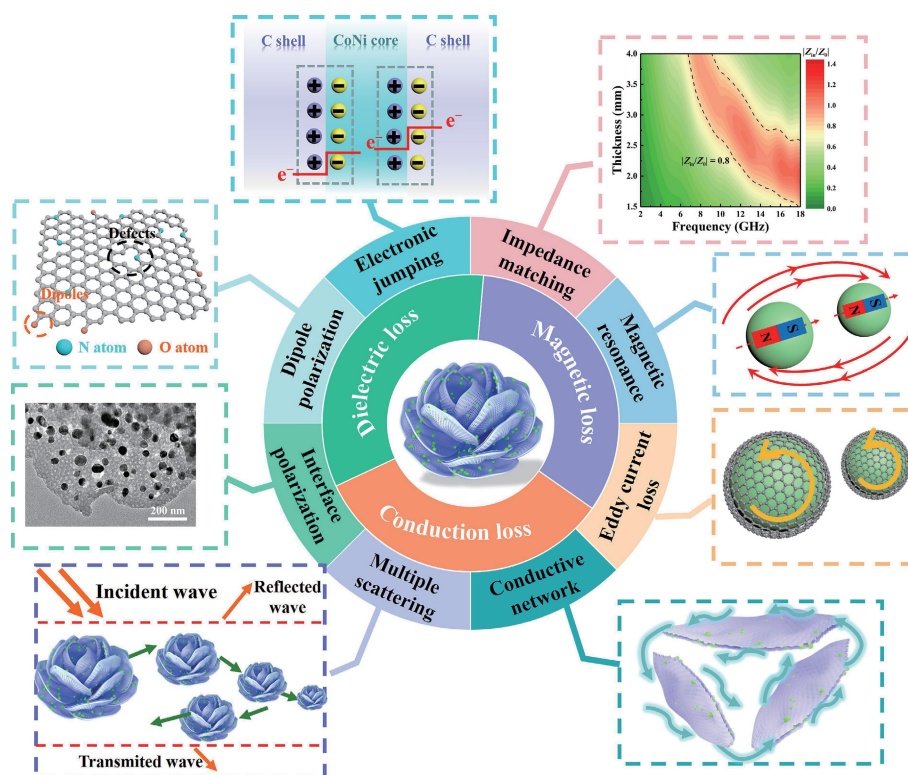 C shell CoNi core C shell
e⁻
e⁻
e⁻
e⁻
|Zin/Z0|
4.0
3.5
3.0
2.5
2.0
1.5
Thickness (mm)
|Zin/Z0| = 0.8
2 4 6 8 10 12 14 16 18
Frequency (GHz)
1.4
1.2
1.0
0.8
0.6
0.4
0.2
0.0
Defects
Dipoles
N atom O atom
Electronic
jumping
Impedance
matching
Magnetic
resonance
N S
N S
Dipole
polarization
Dielectric loss
Magnetic loss
Conduction loss
200 nm
Interface
polarization
Eddy current
loss
Multiple
scattering
Conductive
network
Incident wave
Reflected
wave
Transmited wave